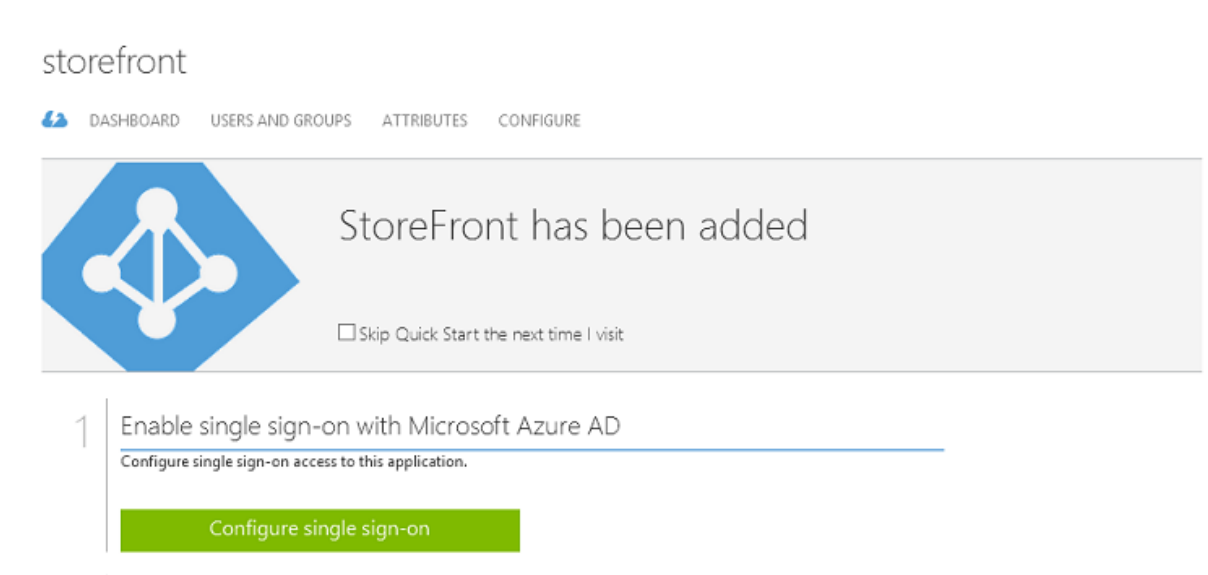 storefront
DASHBOARD USERS AND GROUPS ATTRIBUTES CONFIGURE
StoreFront has been added
Skip Quick Start the next time I visit
1 Enable single sign-on with Microsoft Azure AD
Configure single sign-on access to this application.
Configure single sign-on